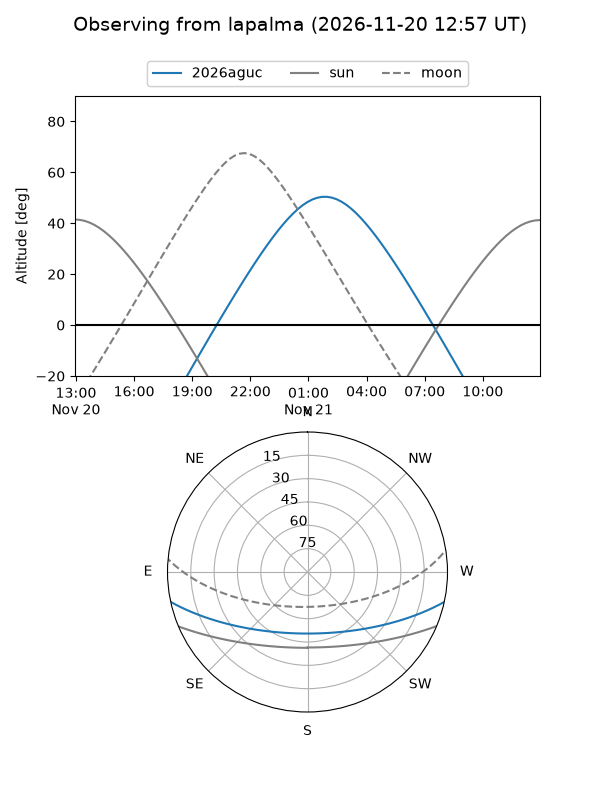 Observing from lapalma (2026-11-20 12:57 UT)
2026aguc sun moon
80
60
40
20
0
−20
Altitude [deg]
13:00 16:00 19:00 22:00 01:00 04:00 07:00 10:00
Nov 20 Nov 21
N
NE NW
15
30
45
60
75
E W
SE SW
S